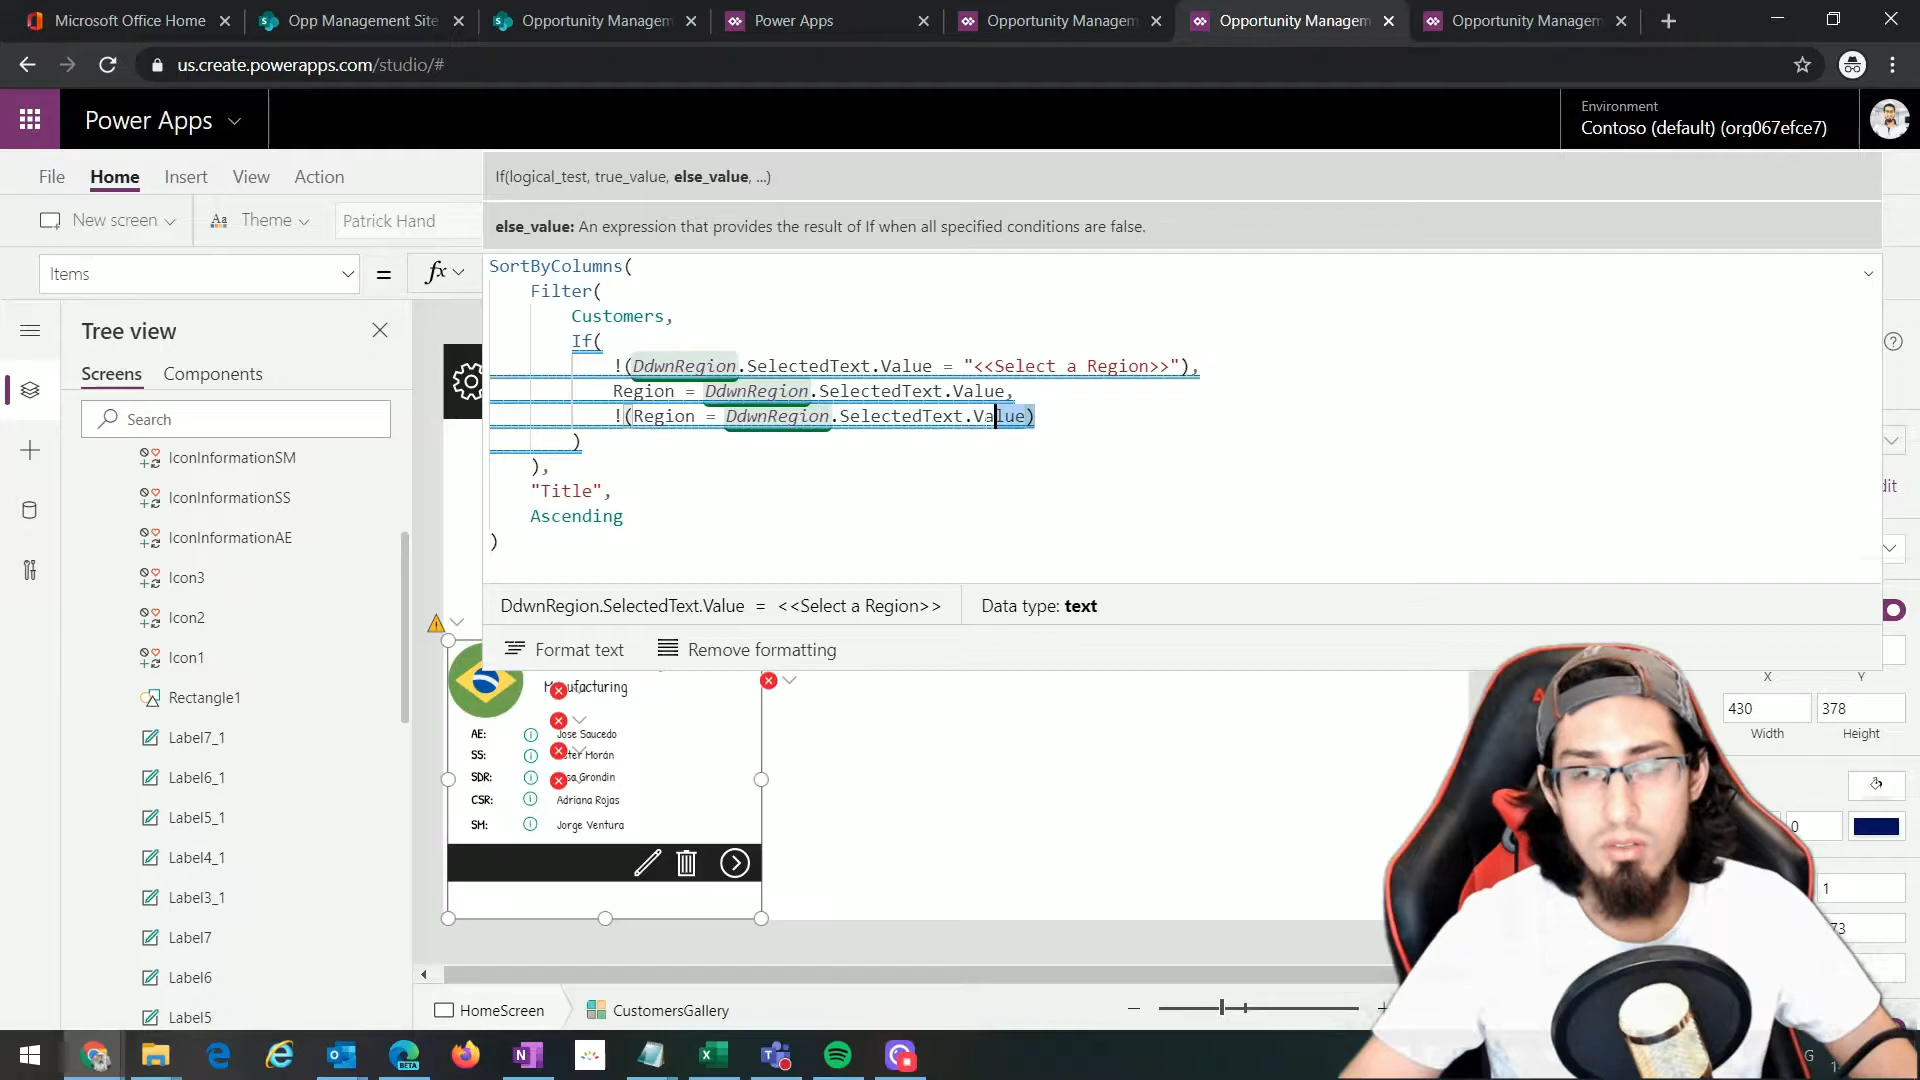 Microsoft Office Home
Opp Management Site
Opportunity Managem
Power Apps
Opportunity Managem
Opportunity Managem
Opportunity Managem
us.create.powerapps.com/studio/#
Power Apps
Environment
Contoso (default) (org067efce7)
File
Home
Insert
View
Action
If(logical_test, true_value, else_value, ...)
New screen
Theme
Patrick Hand
else_value: An expression that provides the result of If when all specified conditions are false.
Items
=
fx
SortByColumns(
Filter(
Customers,
If(
!(DdwnRegion.SelectedText.Value = "<<Select a Region>>"),
Region = DdwnRegion.SelectedText.Value,
!(Region = DdwnRegion.SelectedText.Value)
)
),
"Title",
Ascending
)
DdwnRegion.SelectedText.Value = <<Select a Region>>
Data type: text
Format text
Remove formatting
Tree view
Screens
Components
Search
IconInformationSM
IconInformationSS
IconInformationAE
Icon3
Icon2
Icon1
Rectangle1
Label7_1
Label6_1
Label5_1
Label4_1
Label3_1
Label7
Label6
Label5
AE:
Jose Saucedo
SS:
SDR:
Grondin
CSR:
Adriana Rojas
SM:
Jorge Ventura
X
Y
430
378
Width
Height
0
1
HomeScreen
CustomersGallery
BETA